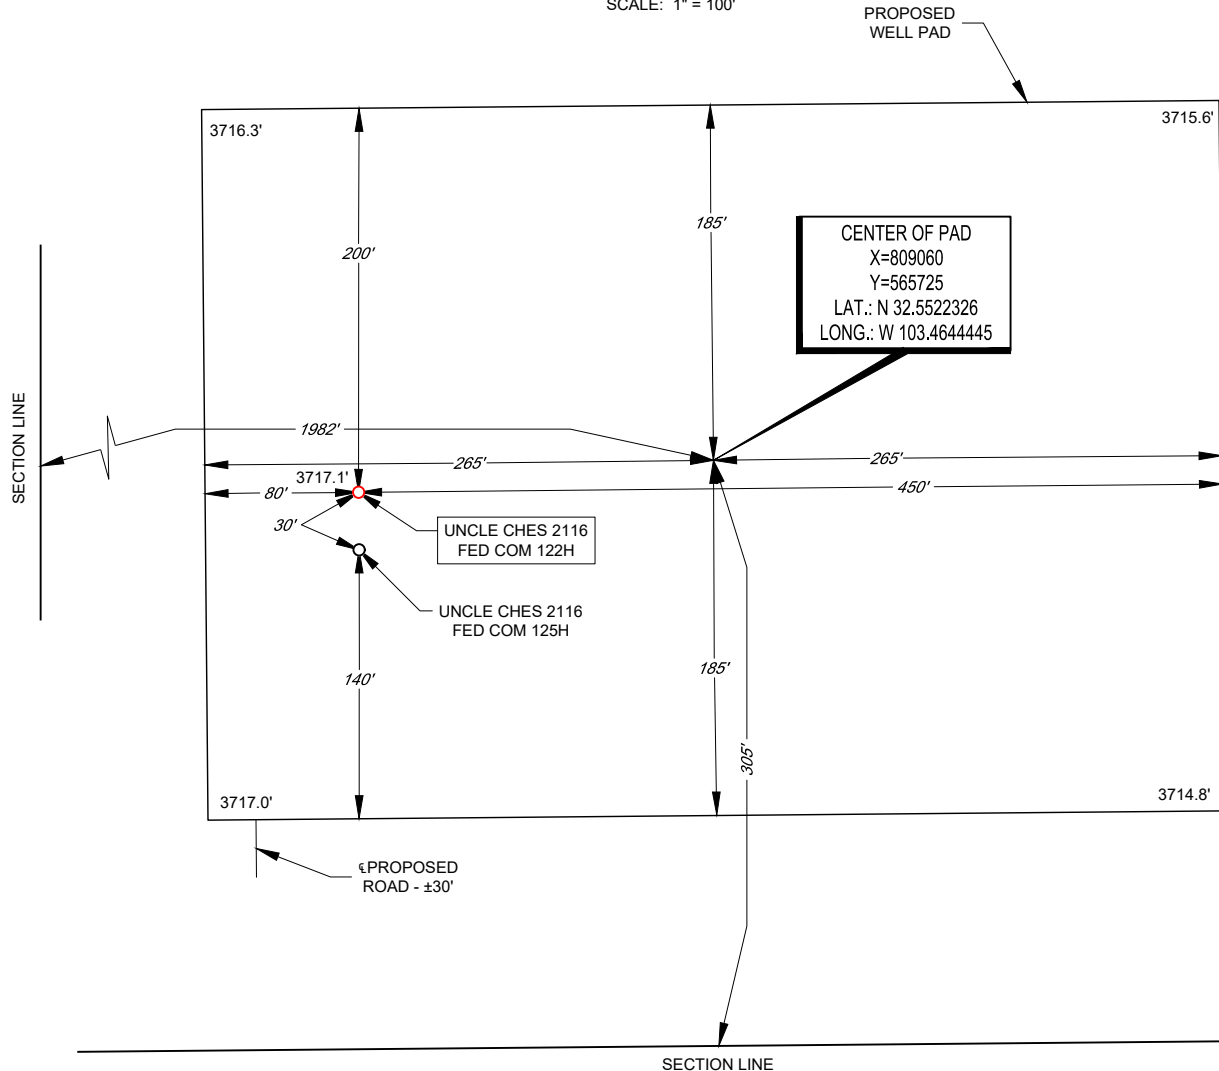 SCALE: 1" = 100'
PROPOSED
WELL PAD
3716.3'
3715.6'
185'
200'
CENTER OF PAD
X=809060
Y=565725
LAT.: N 32.5522326
LONG.: W 103.4644445
SECTION LINE
1982'
265'
265'
3717.1'
80'
450'
30'
UNCLE CHES 2116
FED COM 122H
UNCLE CHES 2116
FED COM 125H
140'
185'
305'
3717.0'
3714.8'
℄PROPOSED
ROAD - ±30'
SECTION LINE